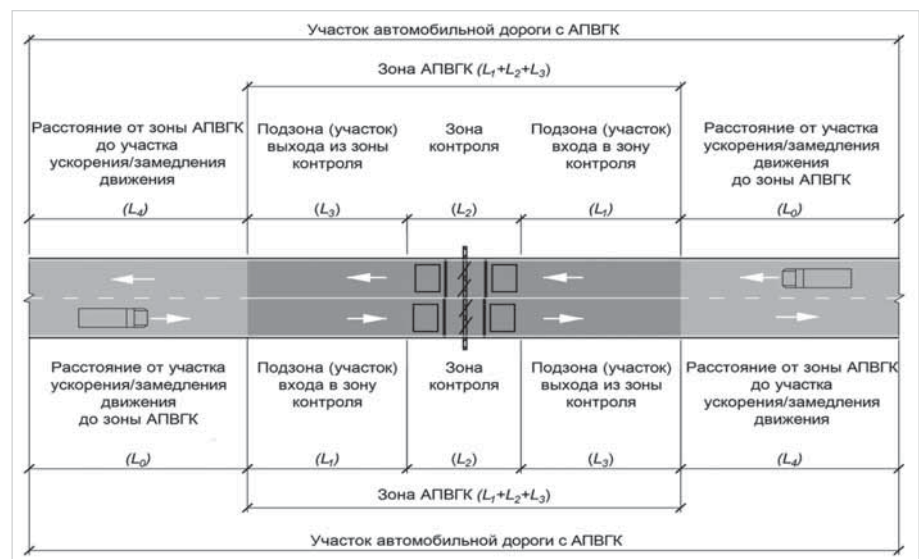 Участок автомобильной дороги с АПВГК
Зона АПВГК (L1+L2+L3)
Расстояние от зоны АПВГК
до участка
ускорения/замедления
движения
(L4)
Подзона (участок)
выхода из зоны
контроля
(L3)
Зона
контроля
(L2)
Подзона (участок)
входа в зону
контроля
(L1)
Расстояние от участка
ускорения/замедления
движения
до зоны АПВГК
(L0)
Расстояние от участка
ускорения/замедления
движения
до зоны АПВГК
(L0)
Подзона (участок)
входа в зону
контроля
(L1)
Зона
контроля
(L2)
Подзона (участок)
выхода из зоны
контроля
(L3)
Расстояние от зоны АПВГК
до участка
ускорения/замедления
движения
(L4)
Зона АПВГК (L1+L2+L3)
Участок автомобильной дороги с АПВГК